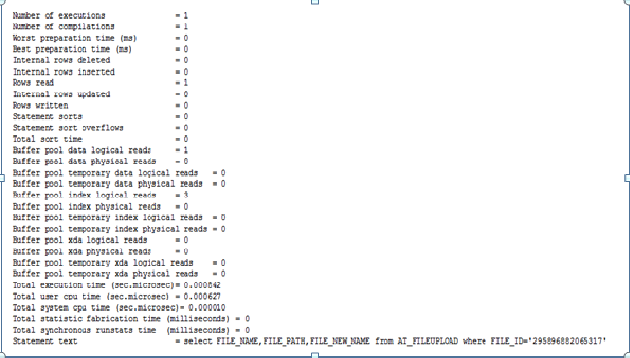 Number of executions = 1
Number of compilations = 1
Worst preparation time (ms) = 0
Best preparation time (ms) = 0
Internal rows deleted = 0
Internal rows inserted = 0
Rows read = 1
Internal rows updated = 0
Rows written = 0
Statement sorts = 0
Statement sort overflows = 0
Total sort time = 0
Buffer pool data logical reads = 1
Buffer pool data physical reads = 0
Buffer pool temporary data logical reads = 0
Buffer pool temporary data physical reads = 0
Buffer pool index logical reads = 3
Buffer pool index physical reads = 0
Buffer pool temporary index logical reads = 0
Buffer pool temporary index physical reads = 0
Buffer pool xda logical reads = 0
Buffer pool xda physical reads = 0
Buffer pool temporary xda logical reads = 0
Buffer pool temporary xda physical reads = 0
Total execution time (sec.microsec)= 0.000842
Total user cpu time (sec.microsec) = 0.000627
Total system cpu time (sec.microsec)= 0.000010
Total statistic fabrication time (milliseconds) = 0
Total synchronous runstats time (milliseconds) = 0
Statement text = select FILE_NAME,FILE_PATH,FILE_NEW_NAME from AT_FILEUPLOAD where FILE_ID='295896882065317'